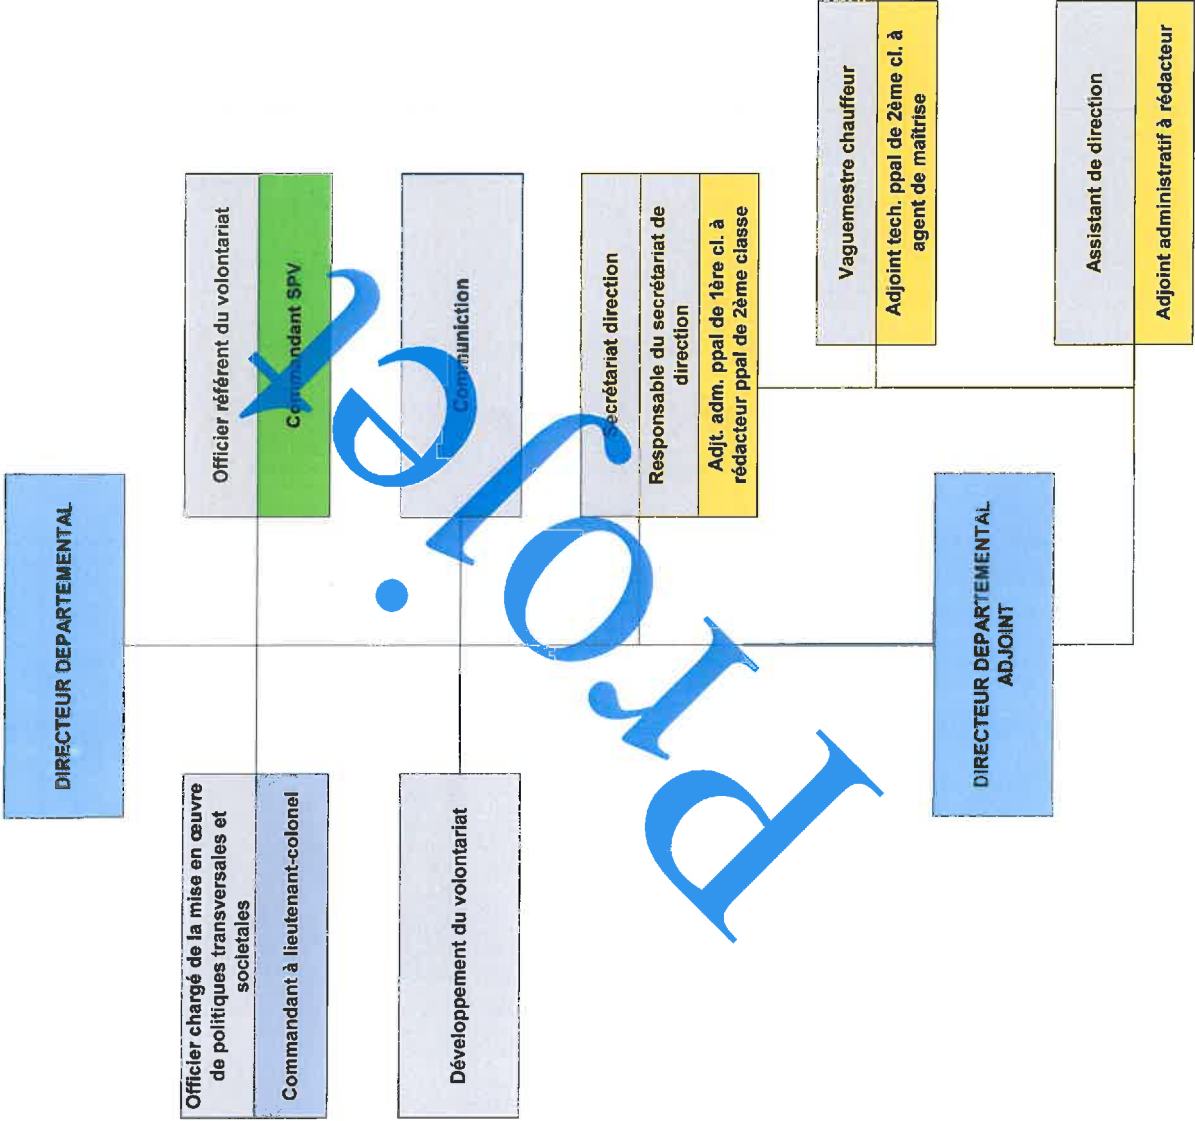 DIRECTEUR DEPARTEMENTAL
Officier chargé de la mise en œuvre
de politiques transversales et
societales
Commandant à lieutenant-colonel
Officier référent du volontariat
Commandant SPV
Développement du volontariat
Communiction
Secrétariat direction
Responsable du secrétariat de
direction
Adjt. adm. ppal de 1ère cl. à
rédacteur ppal de 2ème classe
Vaguemestre chauffeur
Adjoint tech. ppal de 2ème cl. à
agent de maîtrise
DIRECTEUR DEPARTEMENTAL
ADJOINT
Assistant de direction
Adjoint administratif à rédacteur
Projet